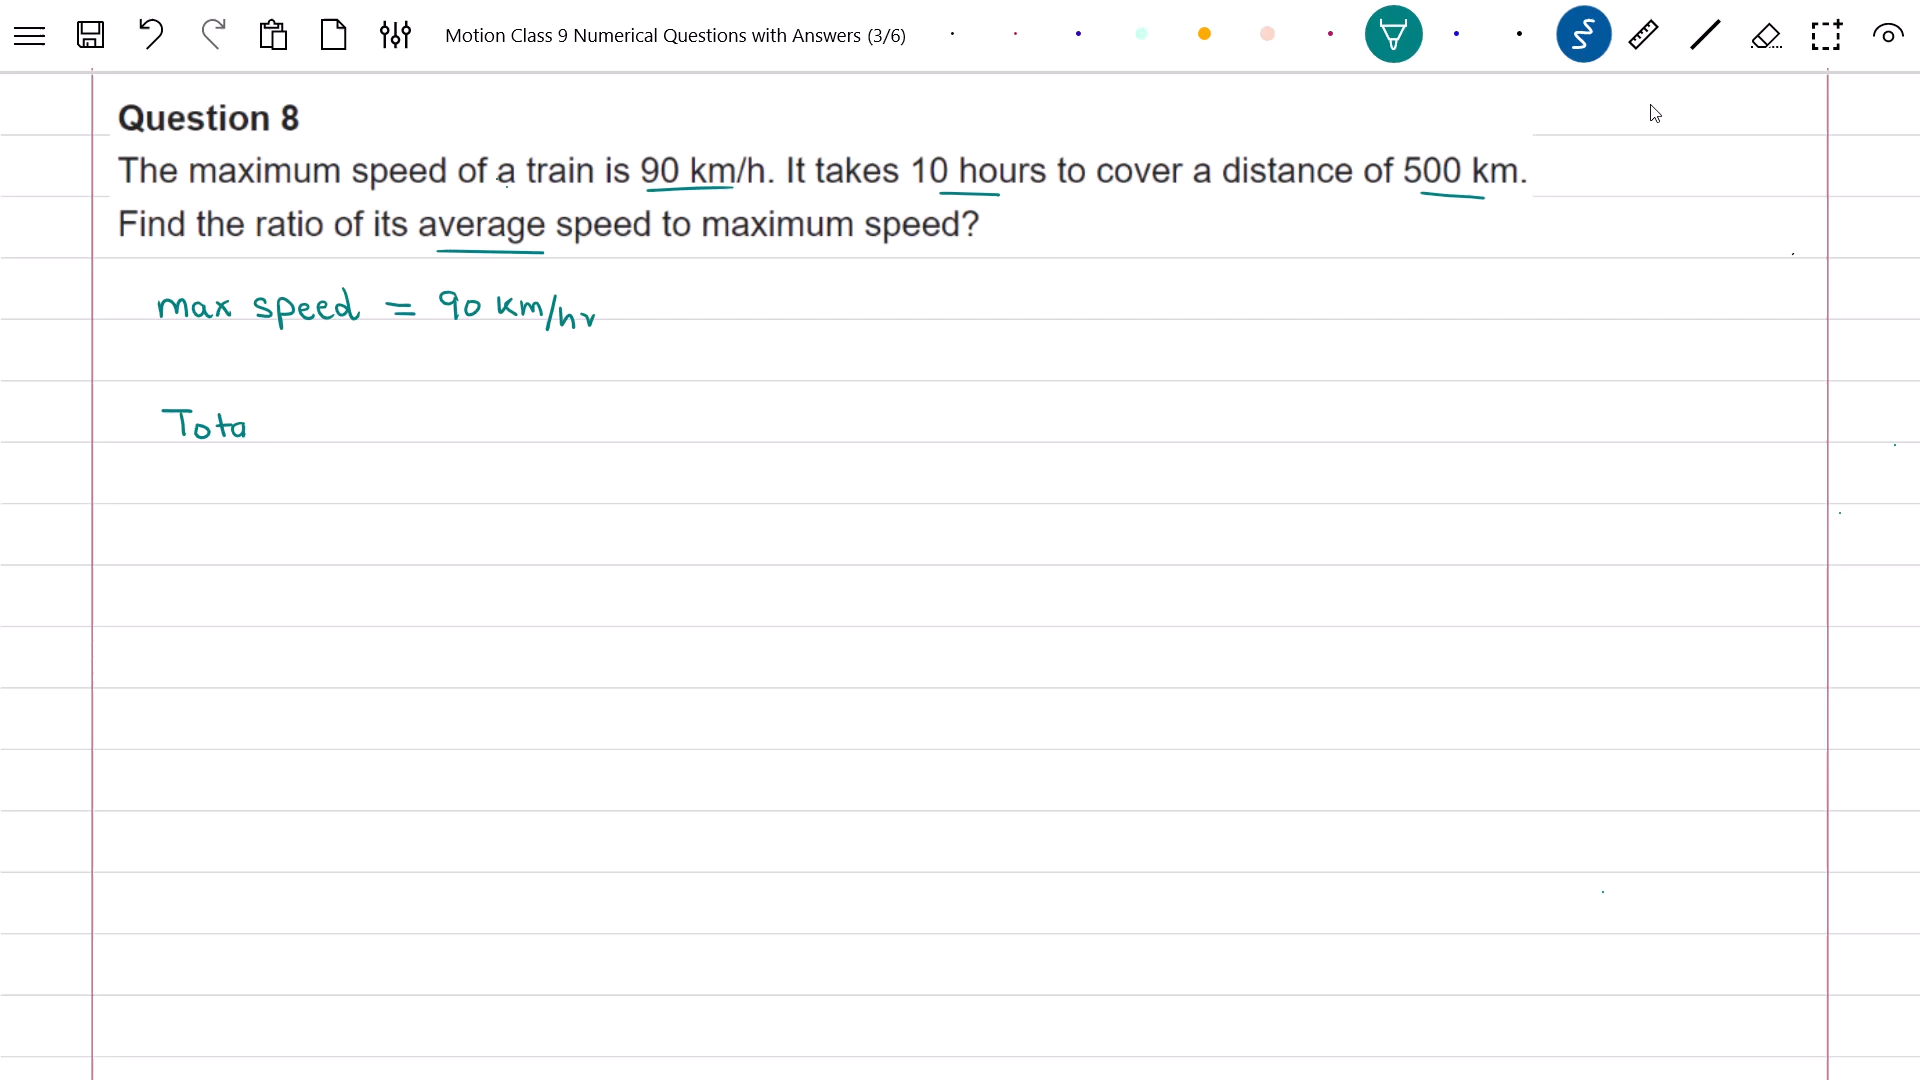 Motion Class 9 Numerical Questions with Answers (3/6)
Question 8
The maximum speed of a train is 90 km/h. It takes 10 hours to cover a distance of 500 km.
Find the ratio of its average speed to maximum speed?
max speed = 90 km/hr
Tota